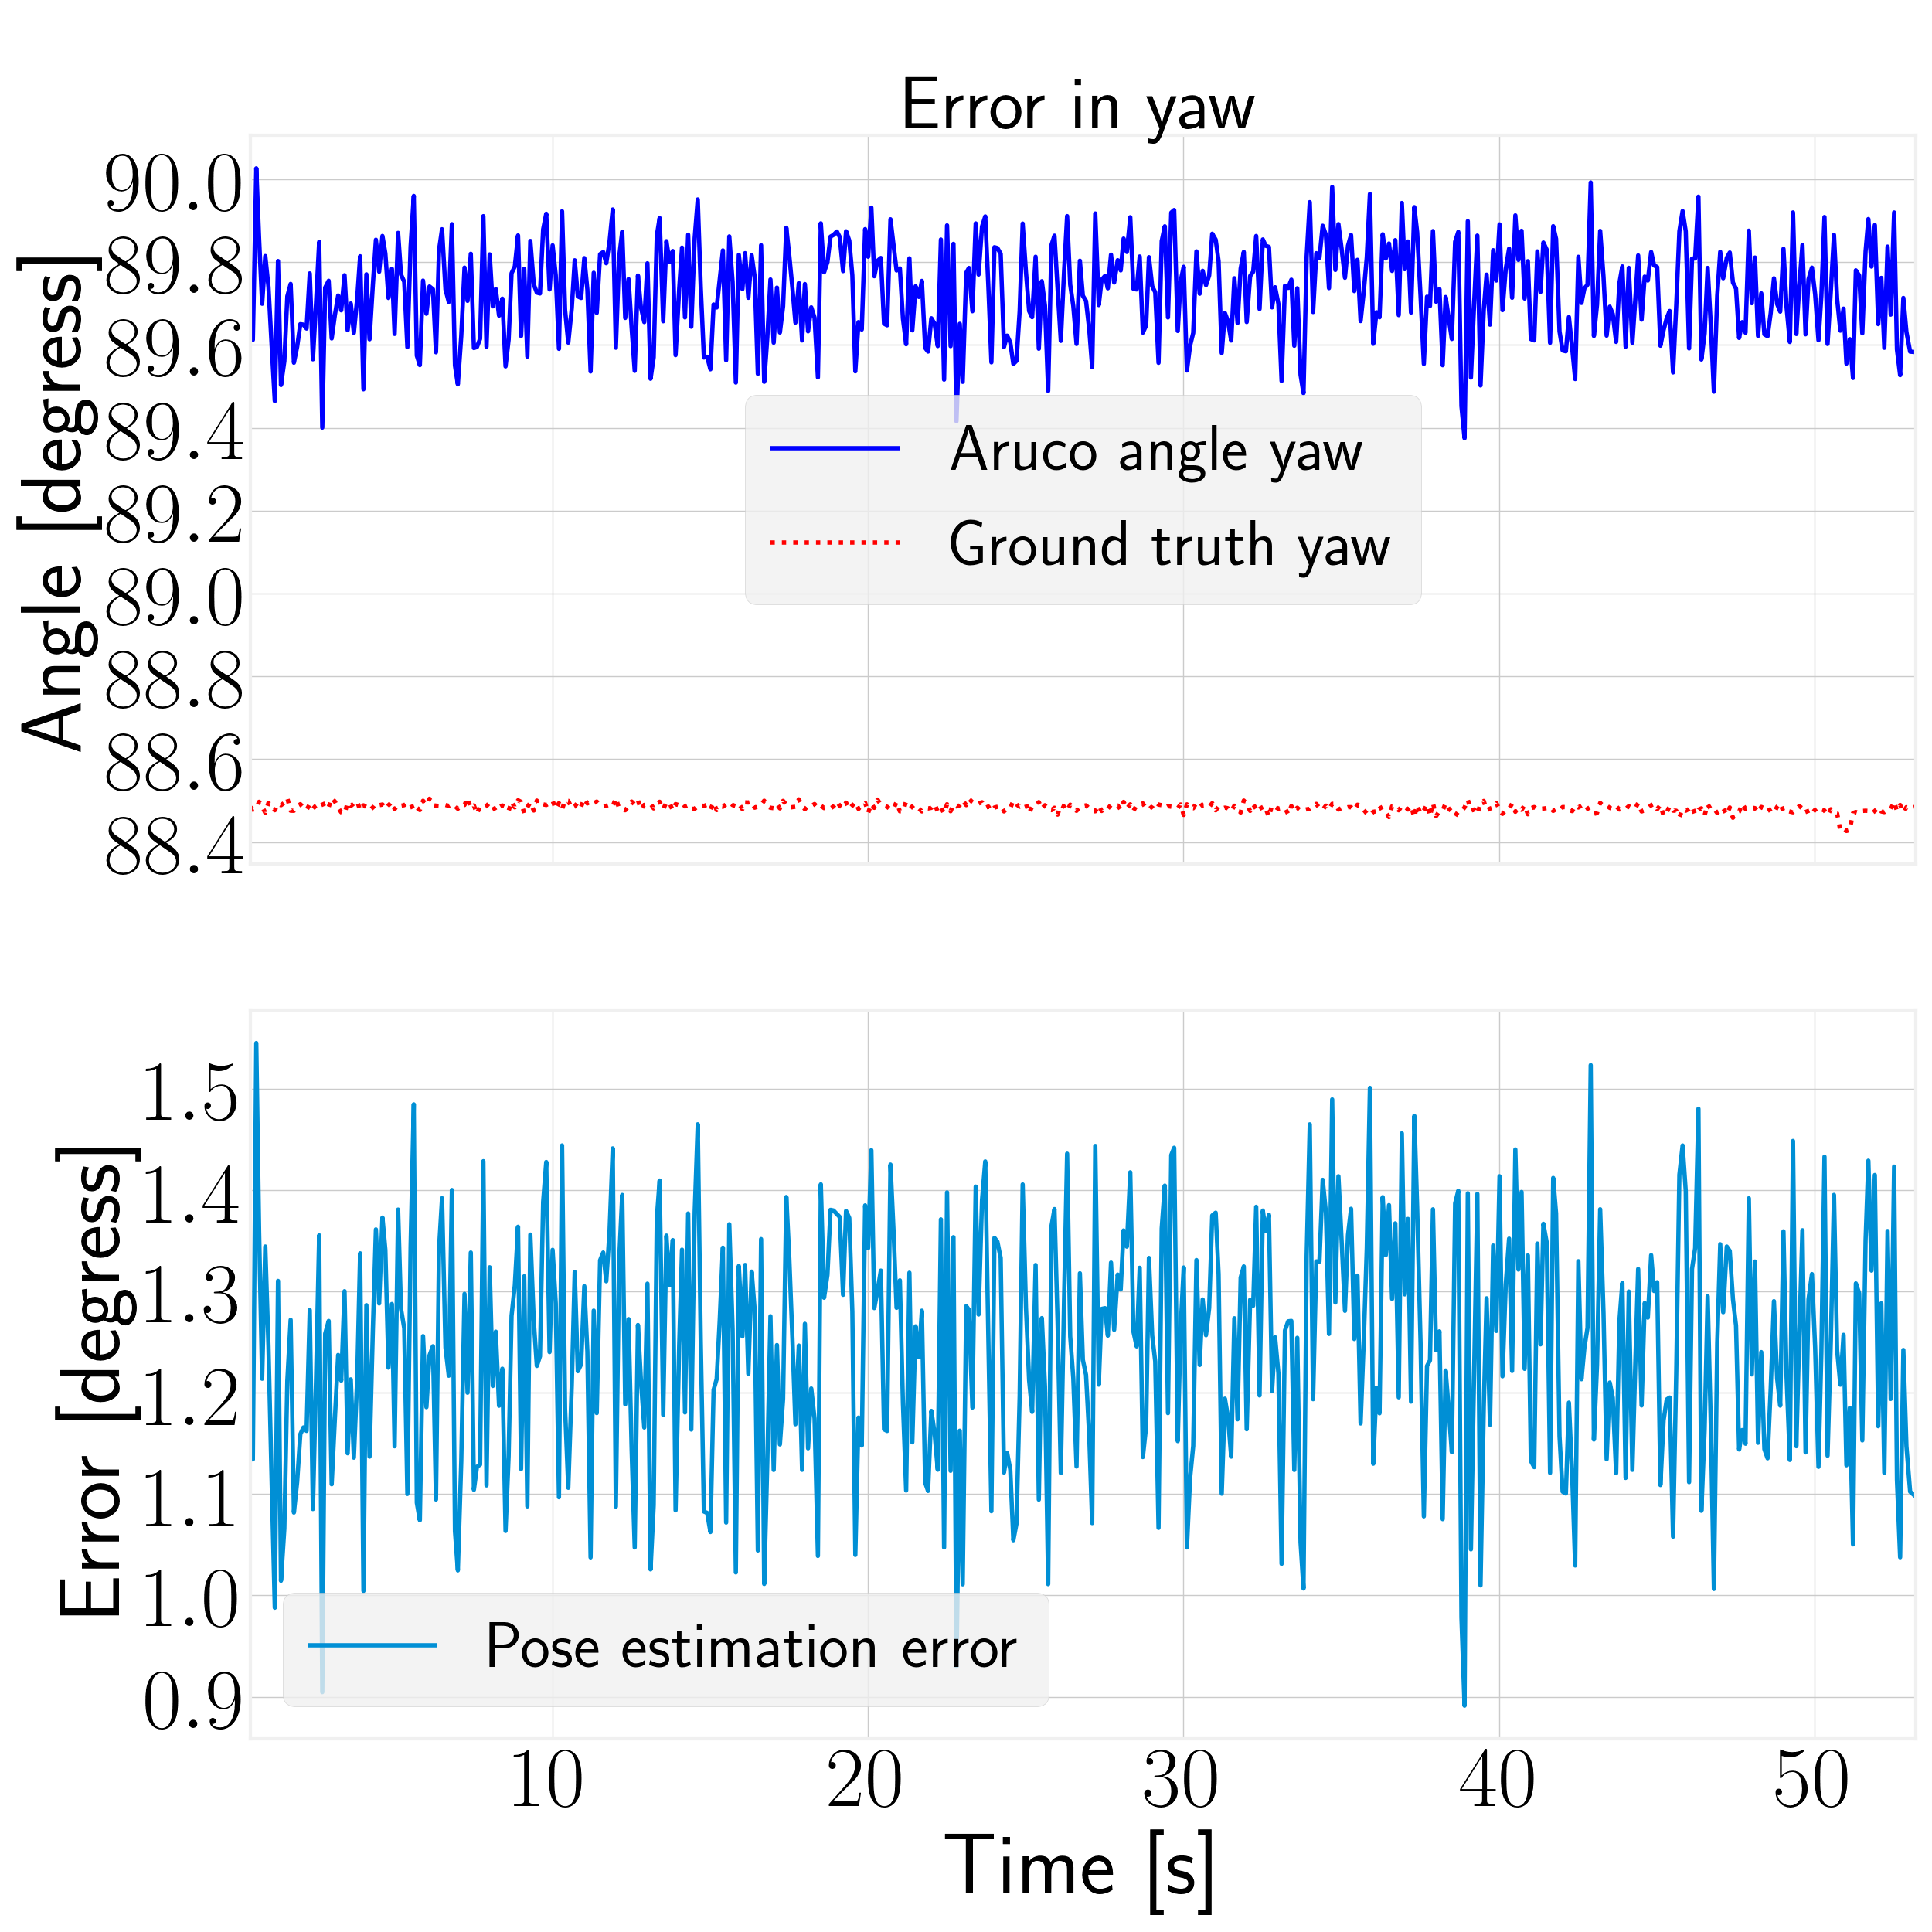 Error in yaw
Angle [degress]
90.0
89.8
89.6
89.4
89.2
89.0
88.8
88.6
88.4
Aruco angle yaw
Ground truth yaw
Error [degress]
1.5
1.4
1.3
1.2
1.1
1.0
0.9
Pose estimation error
10 20 30 40 50
Time [s]